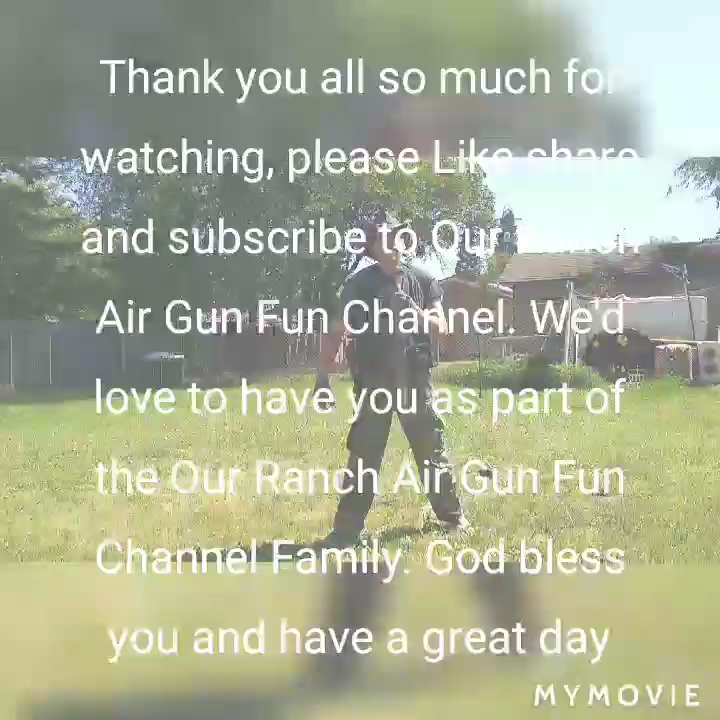 Thank you all so much for
watching, please Like share
and subscribe to Our Ranch
Air Gun Fun Channel. We'd
love to have you as part of
the Our Ranch Air Gun Fun
Channel Family. God bless
you and have a great day
MYMOVIE